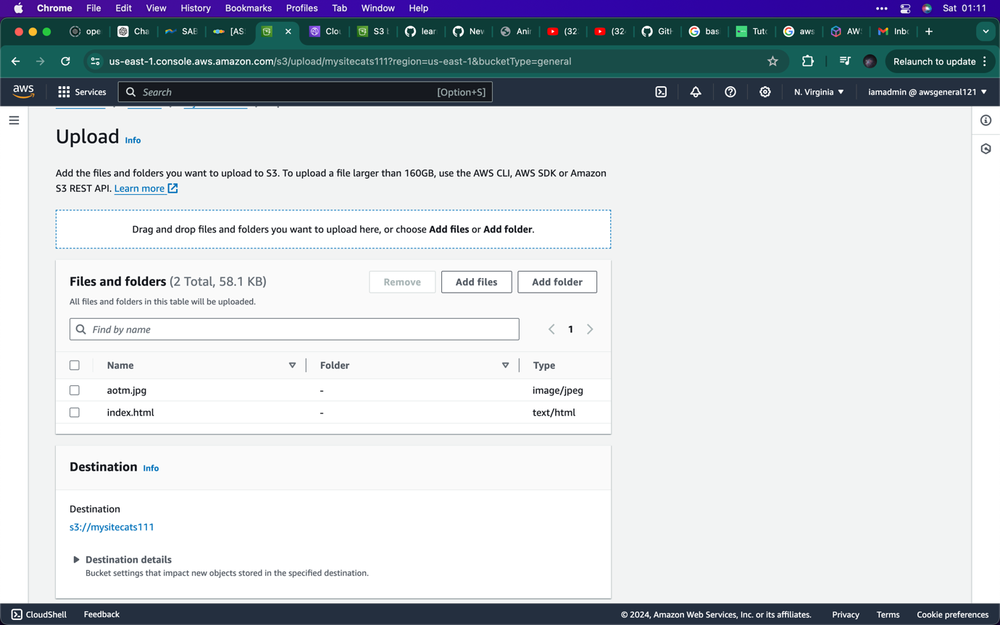 Chrome File Edit View History Bookmarks Profiles Tab Window Help Sat 01:11
ope Cha SAB [AS Clou S3 b lear New Ani (32 (324 Gitl bas Tuto aws AW Inb
us-east-1.console.aws.amazon.com/s3/upload/mysitecats111?region=us-east-1&bucketType=general Relaunch to update
aws Services Search [Option+S] N. Virginia iamadmin @ awsgeneral121
Upload Info
Add the files and folders you want to upload to S3. To upload a file larger than 160GB, use the AWS CLI, AWS SDK or Amazon
S3 REST API. Learn more
Drag and drop files and folders you want to upload here, or choose Add files or Add folder.
Files and folders (2 Total, 58.1 KB) Remove Add files Add folder
All files and folders in this table will be uploaded.
Find by name 1
Name Folder Type
aotm.jpg - image/jpeg
index.html - text/html
Destination Info
Destination
s3://mysitecats111
Destination details
Bucket settings that impact new objects stored in the specified destination.
CloudShell Feedback © 2024, Amazon Web Services, Inc. or its affiliates. Privacy Terms Cookie preferences